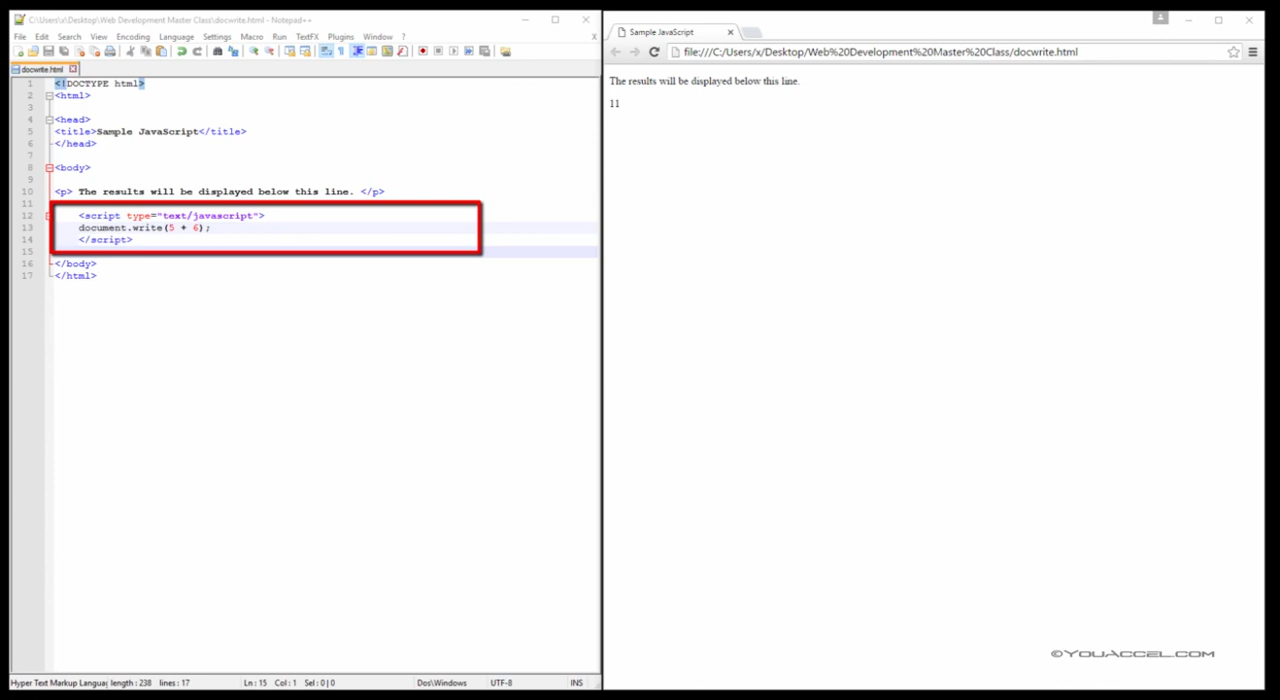 C:\Users\x\Desktop\Web Development Master Class\docwrite.html - Notepad++
File Edit Search View Encoding Language Settings Macro Run TextFX Plugins Window ? X
docwrite.html
1 <!DOCTYPE html>
2 <html>
3
4 <head>
5 <title>Sample JavaScript</title>
6 </head>
7
8 <body>
9
10 <p> The results will be displayed below this line. </p>
11
12 <script type="text/javascript">
13 document.write(5 + 6);
14 </script>
15
16 </body>
17 </html>
Hyper Text Markup Languac length : 238 lines : 17 Ln : 15 Col : 1 Sel : 0 | 0 Dos\Windows UTF-8 INS
Sample JavaScript
file:///C:/Users/x/Desktop/Web%20Development%20Master%20Class/docwrite.html
The results will be displayed below this line.
11
©YOUACCEL.COM